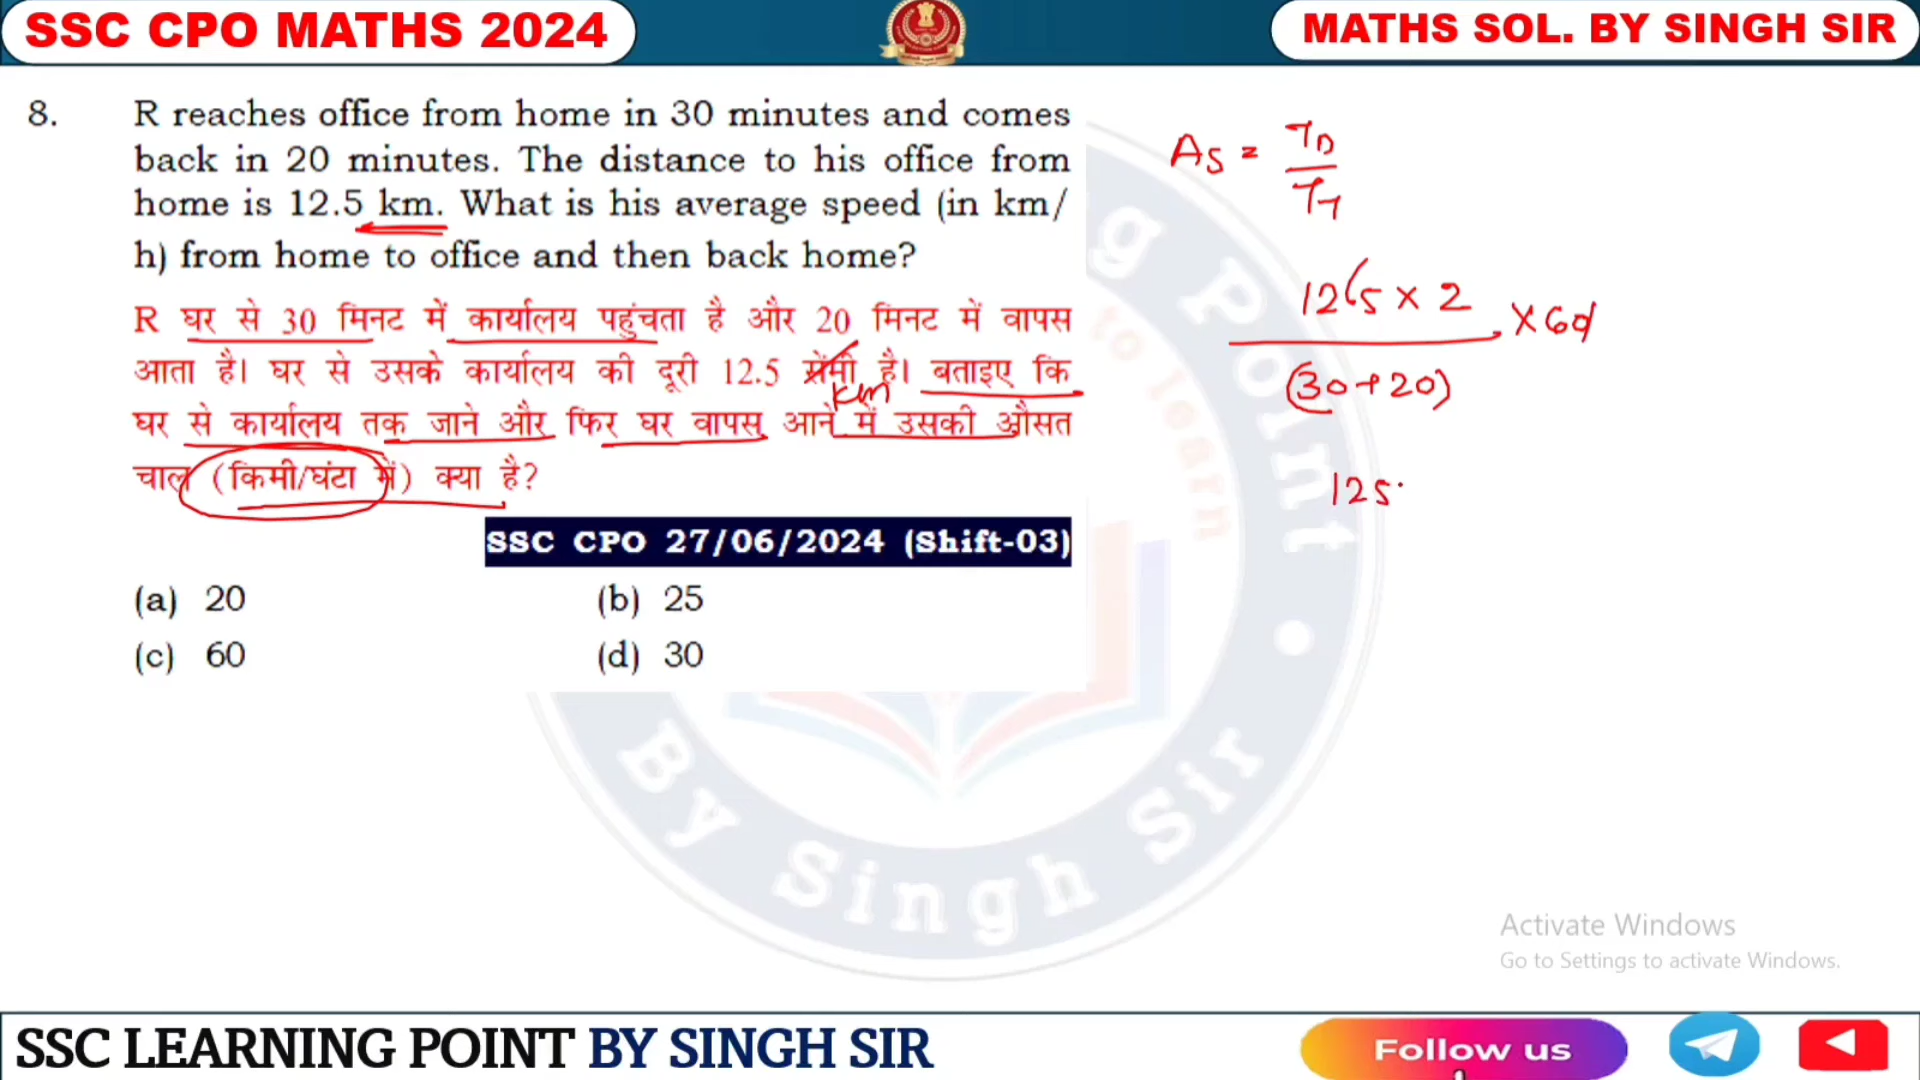 SSC CPO MATHS 2024
MATHS SOL. BY SINGH SIR
8. R reaches office from home in 30 minutes and comes
back in 20 minutes. The distance to his office from
home is 12.5 km. What is his average speed (in km/
h) from home to office and then back home?
R घर से 30 मिनट में कार्यालय पहुंचता है और 20 मिनट में वापस
आता है। घर से उसके कार्यालय की दूरी 12.5 सेंमी है। बताइए कि
km
घर से कार्यालय तक जाने और फिर घर वापस आने में उसकी औसत
चाल (किमी/घंटा में) क्या है?
SSC CPO 27/06/2024 (Shift-03)
(a) 20 (b) 25
(c) 60 (d) 30
AS = TD
TT
12(5 × 2 × 60
(30+20)
125
g Point
to learn
By Singh Sir
Activate Windows
Go to Settings to activate Windows.
SSC LEARNING POINT BY SINGH SIR
Follow us